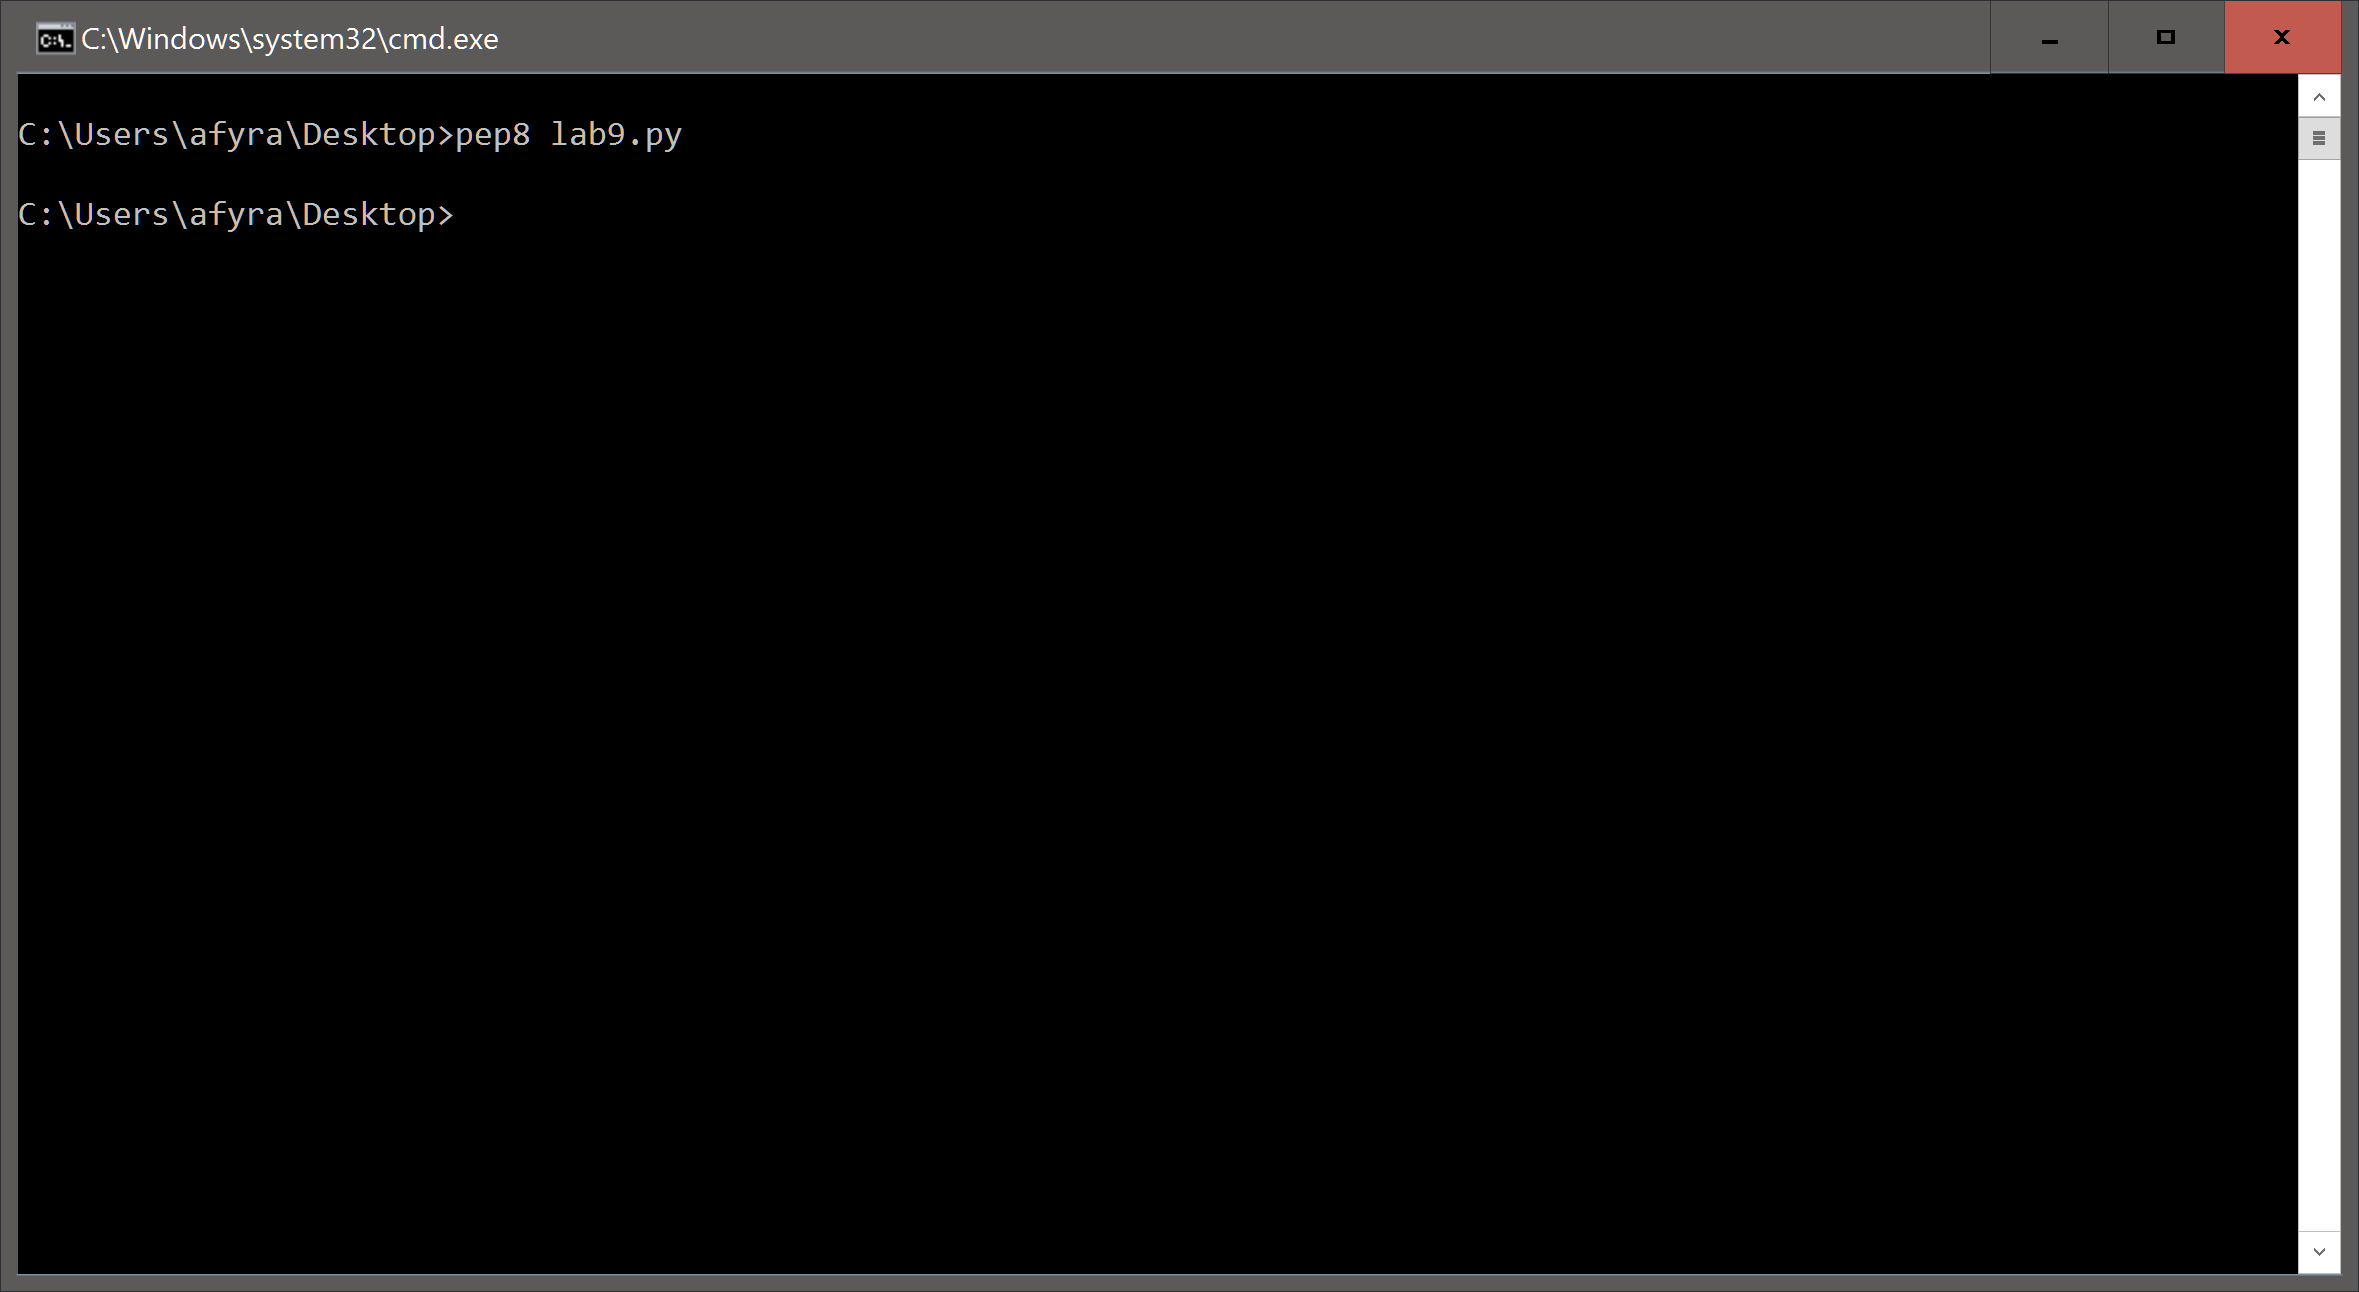 C:\Windows\system32\cmd.exe
C:\Users\afyra\Desktop>pep8 lab9.py
C:\Users\afyra\Desktop>